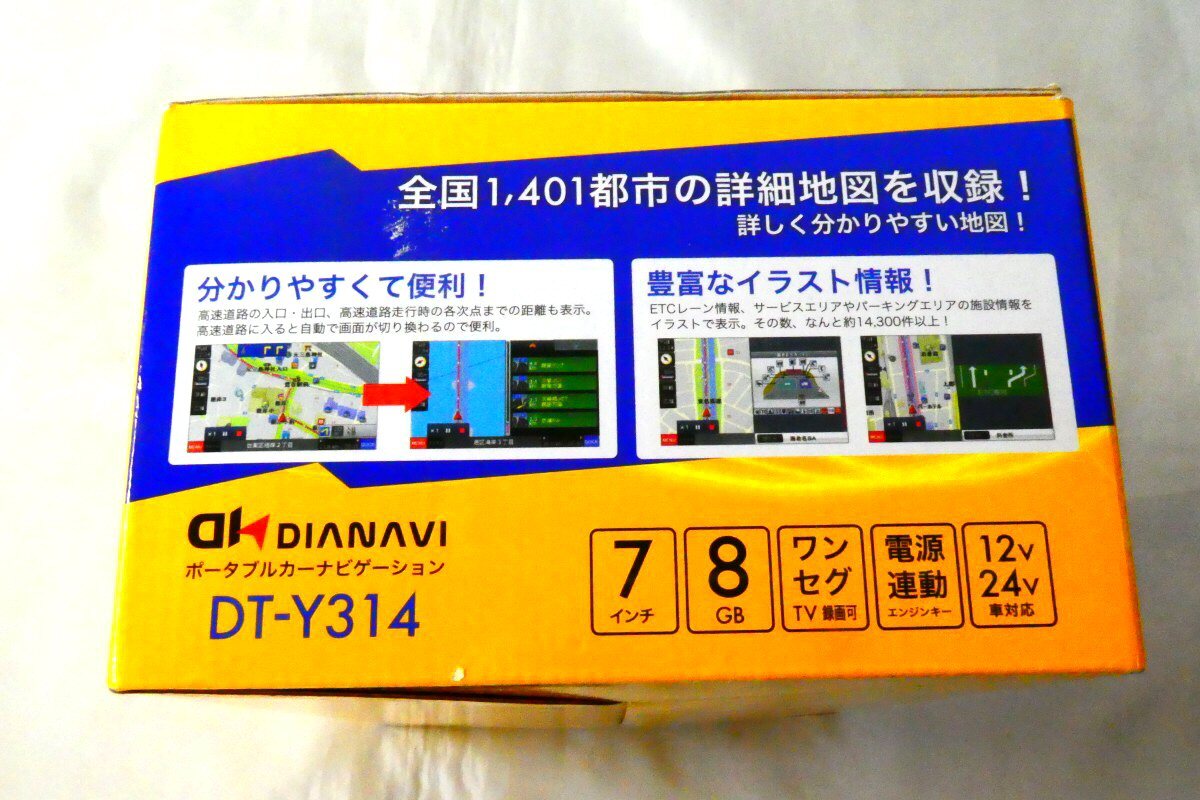 全国1,401都市の詳細地図を収録！
詳しく分かりやすい地図！
分かりやすくて便利！
高速道路の入口・出口、高速道路走行時の各次点までの距離も表示。
高速道路に入ると自動で画面が切り換わるので便利。
豊富なイラスト情報！
ETCレーン情報、サービスエリアやパーキングエリアの施設情報を
イラストで表示。その数、なんと約14,300件以上！
海老名SA
料金所
DIANAVI
ポータブルカーナビゲーション
DT-Y314
7
インチ
8
GB
ワン
セグ
TV 録画可
電源
連動
エンジンキー
12V
24V
車対応